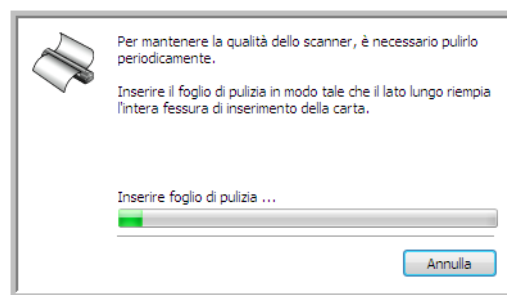 Per mantenere la qualità dello scanner, è necessario pulirlo
periodicamente.
Inserire il foglio di pulizia in modo tale che il lato lungo riempia
l'intera fessura di inserimento della carta.
Inserire foglio di pulizia ...
Annulla